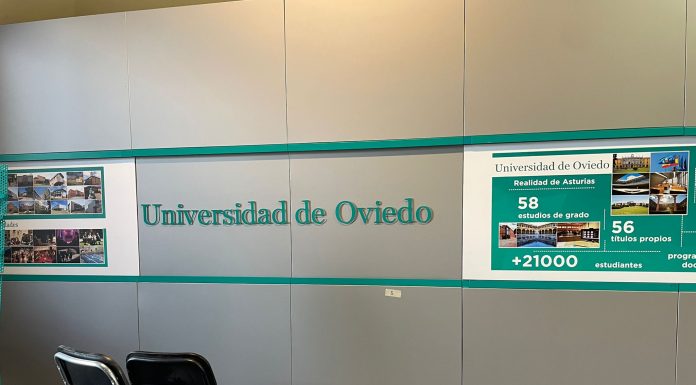 Universidad de Oviedo
Universidad de Oviedo
Realidad de Asturias
58
estudios de grado
56
títulos propios
+21000
estudiantes